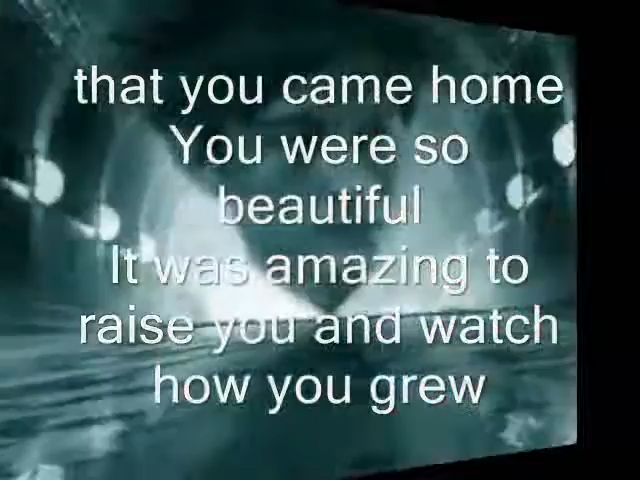 that you came home
You were so
beautiful
It was amazing to
raise you and watch
how you grew